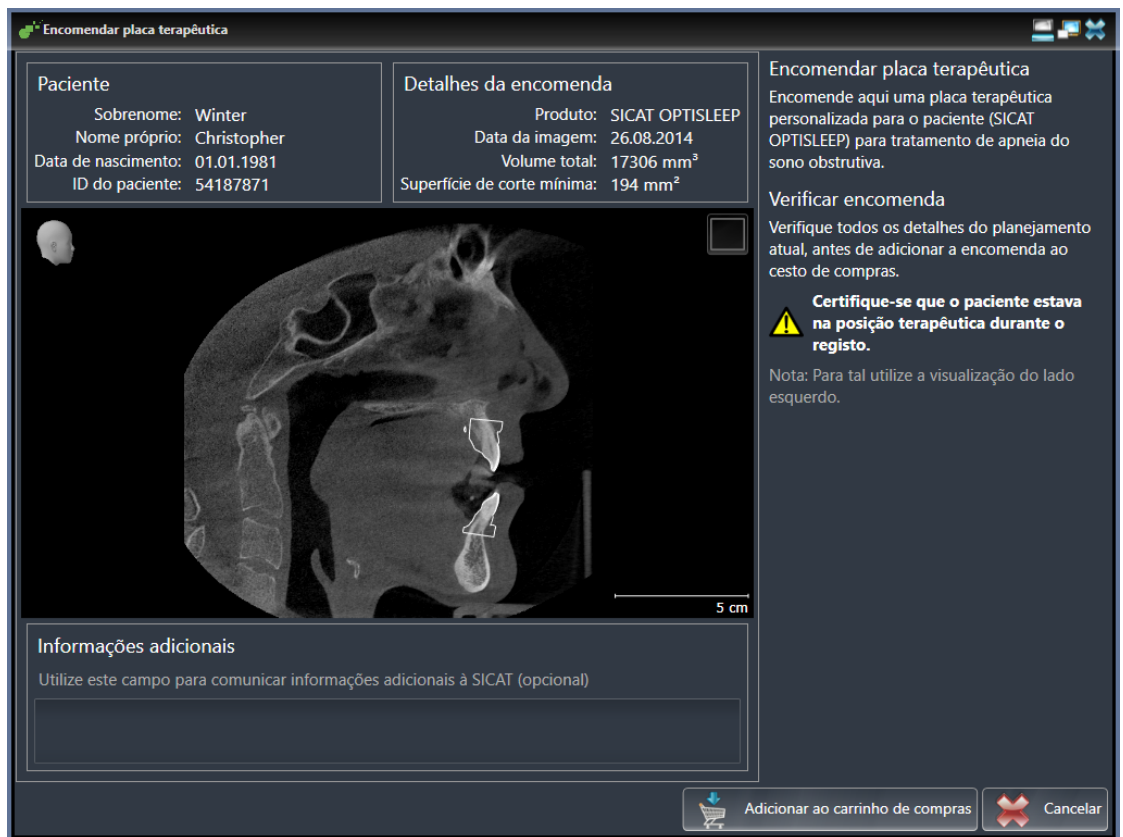 Encomendar placa terapêutica
Paciente
Sobrenome: Winter
Nome próprio: Christopher
Data de nascimento: 01.01.1981
ID do paciente: 54187871
Detalhes da encomenda
Produto: SICAT OPTISLEEP
Data da imagem: 26.08.2014
Volume total: 17306 mm³
Superfície de corte mínima: 194 mm²
5 cm
Informações adicionais
Utilize este campo para comunicar informações adicionais à SICAT (opcional)
Encomendar placa terapêutica
Encomende aqui uma placa terapêutica
personalizada para o paciente (SICAT
OPTISLEEP) para tratamento de apneia do
sono obstrutiva.
Verificar encomenda
Verifique todos os detalhes do planejamento
atual, antes de adicionar a encomenda ao
cesto de compras.
Certifique-se que o paciente estava
na posição terapêutica durante o
registo.
Nota: Para tal utilize a visualização do lado
esquerdo.
Adicionar ao carrinho de compras
Cancelar